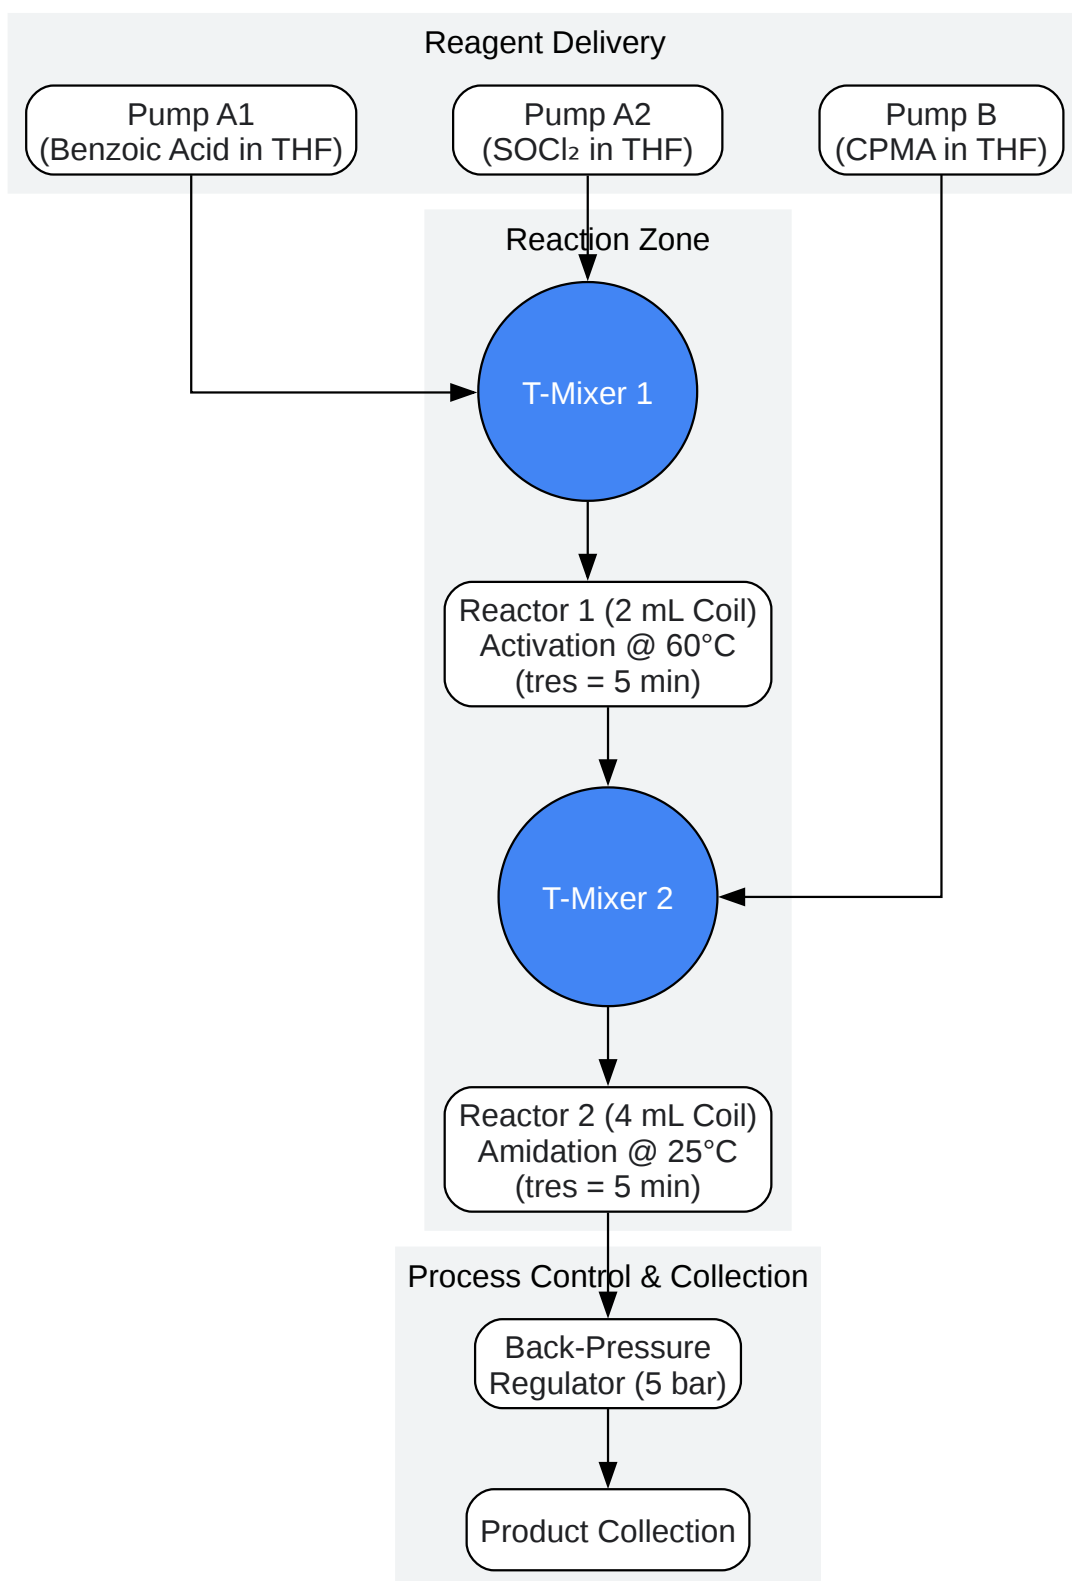 Reagent Delivery
Pump A1
(Benzoic Acid in THF)
Pump A2
(SOCl₂ in THF)
Pump B
(CPMA in THF)
Reaction Zone
T-Mixer 1
Reactor 1 (2 mL Coil)
Activation @ 60°C
(tres = 5 min)
T-Mixer 2
Reactor 2 (4 mL Coil)
Amidation @ 25°C
(tres = 5 min)
Process Control & Collection
Back-Pressure
Regulator (5 bar)
Product Collection